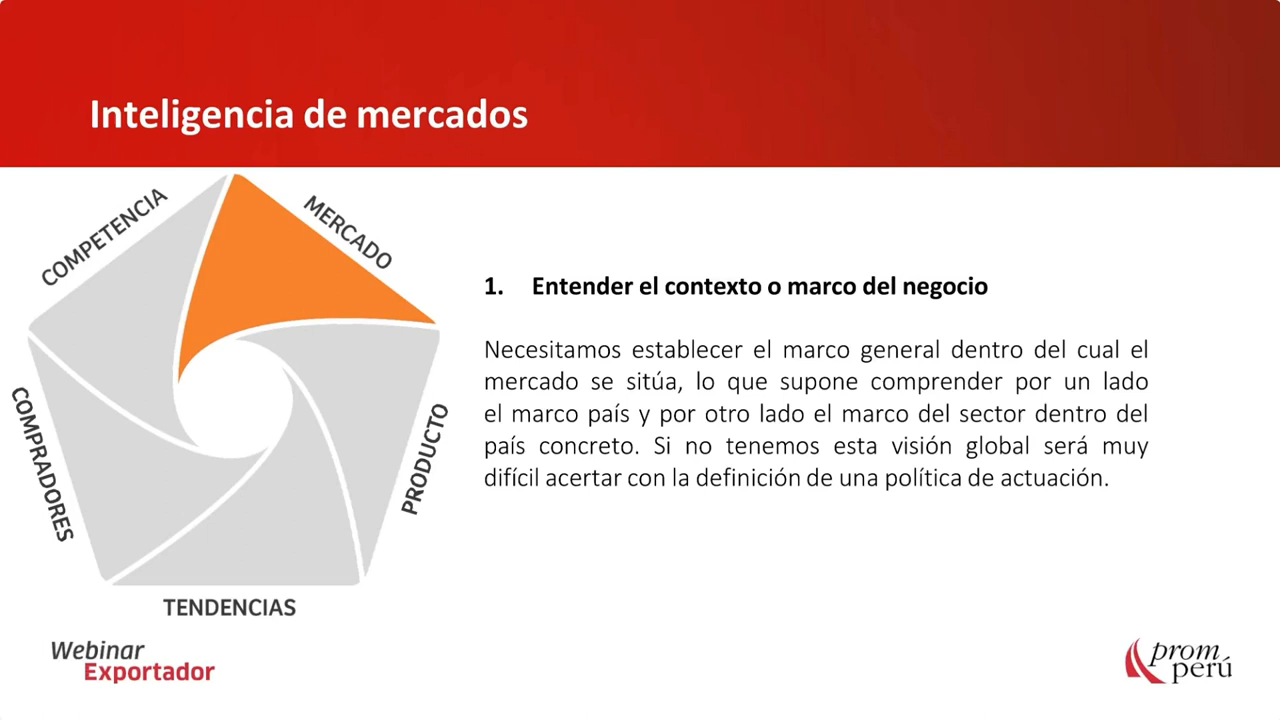 Inteligencia de mercados
COMPETENCIA
MERCADO
COMPRADORES
PRODUCTO
TENDENCIAS
1. Entender el contexto o marco del negocio
Necesitamos establecer el marco general dentro del cual el
mercado se sitúa, lo que supone comprender por un lado
el marco país y por otro lado el marco del sector dentro del
país concreto. Si no tenemos esta visión global será muy
difícil acertar con la definición de una política de actuación.
Webinar
Exportador
prom
perú